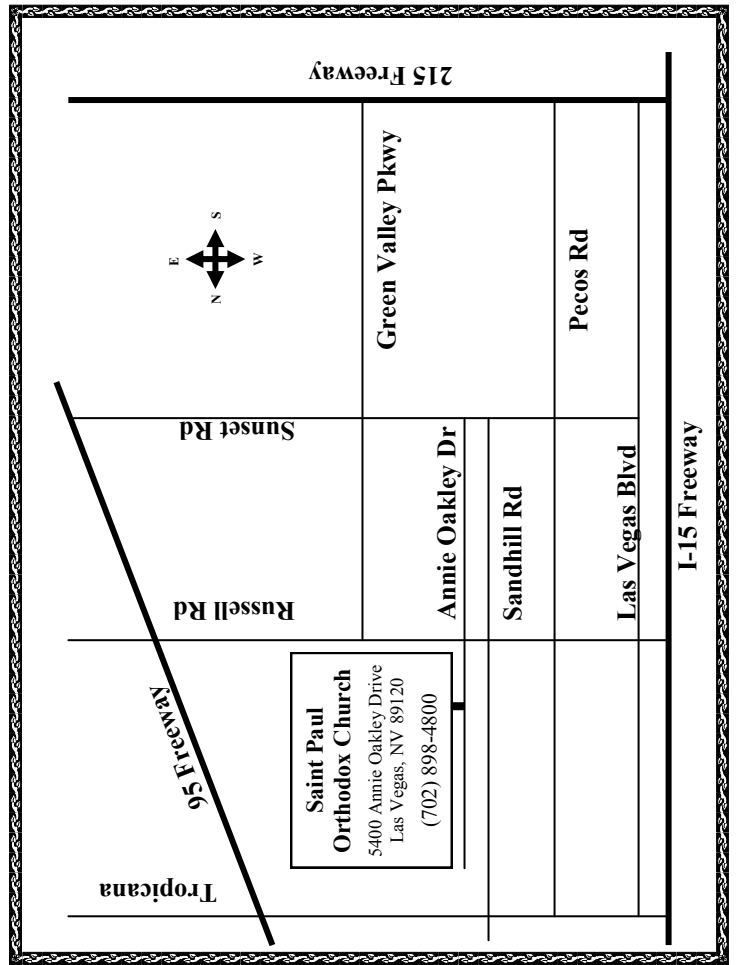 215 Freeway
E
N
S
W
Green Valley Pkwy
Pecos Rd
Sunset Rd
Annie Oakley Dr
Sandhill Rd
Las Vegas Blvd
I-15 Freeway
Russell Rd
95 Freeway
Saint Paul
Orthodox Church
5400 Annie Oakley Drive
Las Vegas, NV 89120
(702) 898-4800
Tropicana